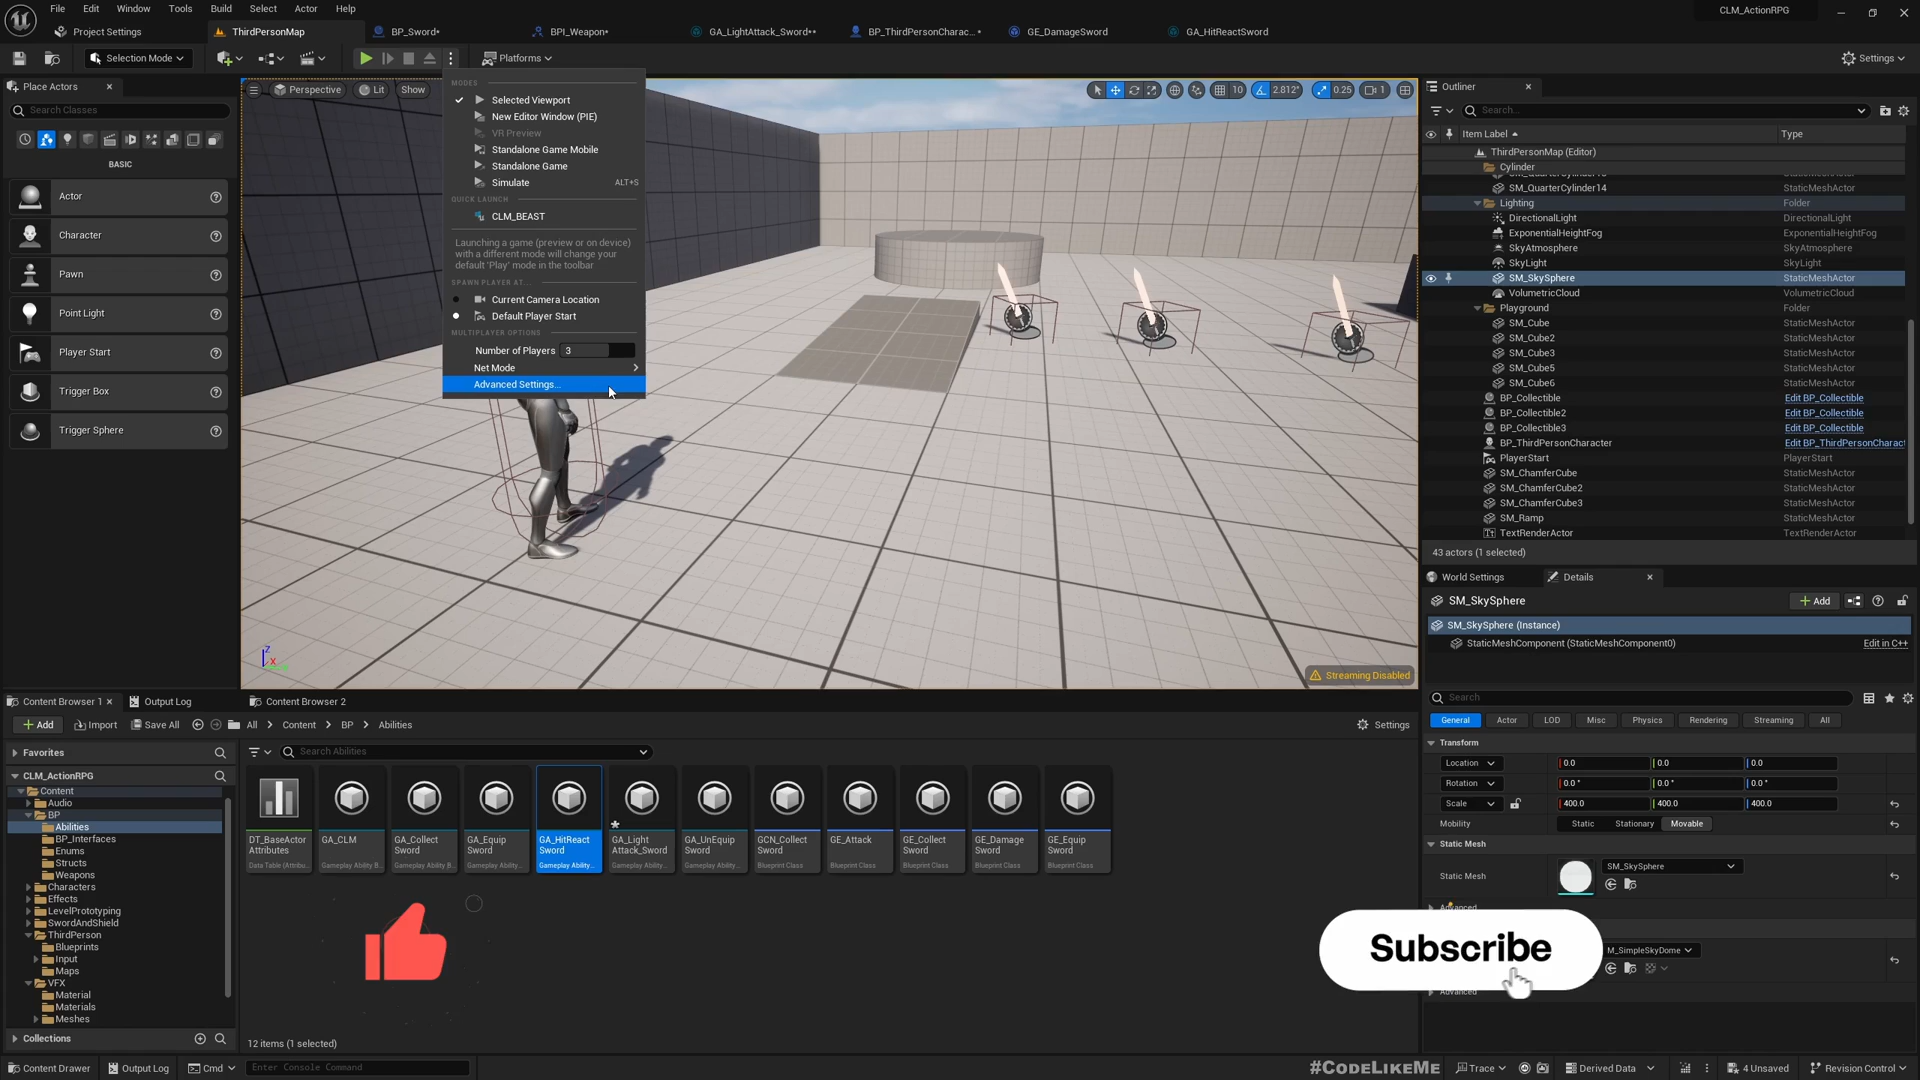 File Edit Window Tools Build Select Actor Help
CLM_ActionRPG
Project Settings
ThirdPersonMap
BP_Sword*
BPI_Weapon*
GA_LightAttack_Sword**
BP_ThirdPersonCharac...*
GE_DamageSword
GA_HitReactSword
Selection Mode
Platforms
Settings
Place Actors
Search Classes
BASIC
Actor
Character
Pawn
Point Light
Player Start
Trigger Box
Trigger Sphere
Perspective
Lit
Show
10
2.812°
0.25
1
MODES
Selected Viewport
New Editor Window (PIE)
VR Preview
Standalone Game Mobile
Standalone Game
Simulate ALT+S
QUICK LAUNCH
CLM_BEAST
Launching a game (preview or on device)
with a different mode will change your
default 'Play' mode in the toolbar
SPAWN PLAYER AT...
Current Camera Location
Default Player Start
MULTIPLAYER OPTIONS
Number of Players 3
Net Mode
Advanced Settings...
Z
X
Streaming Disabled
Outliner
Search...
Item Label Type
ThirdPersonMap (Editor)
Cylinder
SM_QuarterCylinder14 StaticMeshActor
Lighting Folder
DirectionalLight DirectionalLight
ExponentialHeightFog ExponentialHeightFog
SkyAtmosphere SkyAtmosphere
SkyLight SkyLight
SM_SkySphere StaticMeshActor
VolumetricCloud VolumetricCloud
Playground Folder
SM_Cube StaticMeshActor
SM_Cube2 StaticMeshActor
SM_Cube3 StaticMeshActor
SM_Cube5 StaticMeshActor
SM_Cube6 StaticMeshActor
BP_Collectible Edit BP_Collectible
BP_Collectible2 Edit BP_Collectible
BP_Collectible3 Edit BP_Collectible
BP_ThirdPersonCharacter Edit BP_ThirdPersonCharact
PlayerStart PlayerStart
SM_ChamferCube StaticMeshActor
SM_ChamferCube2 StaticMeshActor
SM_ChamferCube3 StaticMeshActor
SM_Ramp StaticMeshActor
TextRenderActor TextRenderActor
43 actors (1 selected)
World Settings
Details
SM_SkySphere
Add
SM_SkySphere (Instance)
StaticMeshComponent (StaticMeshComponent0) Edit in C++
Search
General Actor LOD Misc Physics Rendering Streaming All
Transform
Location 0.0 0.0 0.0
Rotation 0.0 ° 0.0 ° 0.0 °
Scale 400.0 400.0 400.0
Mobility Static Stationary Movable
Static Mesh
Static Mesh SM_SkySphere
Advanced
M_SimpleSkyDome
Advanced
Subscribe
Content Browser 1
Output Log
Content Browser 2
Add Import Save All All > Content > BP > Abilities
Settings
Favorites
Search Abilities
CLM_ActionRPG
Content
Audio
BP
Abilities
BP_Interfaces
Enums
Structs
Weapons
Characters
Effects
LevelPrototyping
SwordAndShield
ThirdPerson
Blueprints
Input
Maps
VFX
Material
Materials
Meshes
Collections
DT_BaseActor
Attributes
Data Table (Attribu..
GA_CLM
Gameplay Ability B..
GA_Collect
Sword
Gameplay Ability B..
GA_Equip
Sword
Gameplay Ability..
GA_HitReact
Sword
Gameplay Ability..
GA_Light
Attack_Sword
Gameplay Ability..
GA_UnEquip
Sword
Gameplay Ability..
GCN_Collect
Sword
Blueprint Class
GE_Attack
Blueprint Class
GE_Collect
Sword
Blueprint Class
GE_Damage
Sword
Blueprint Class
GE_Equip
Sword
Blueprint Class
12 items (1 selected)
#CODELIKEME
Content Drawer
Output Log
Cmd
Enter Console Command
Trace
Derived Data
4 Unsaved
Revision Control